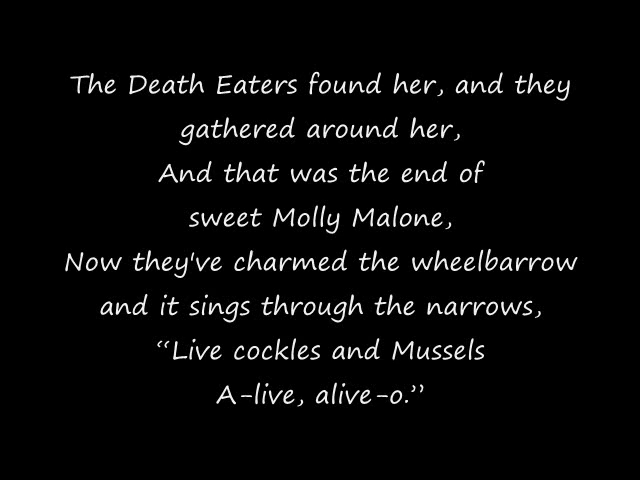 The Death Eaters found her, and they
gathered around her,
And that was the end of
sweet Molly Malone,
Now they've charmed the wheelbarrow
and it sings through the narrows,
“Live cockles and Mussels
A-live, alive-o.”